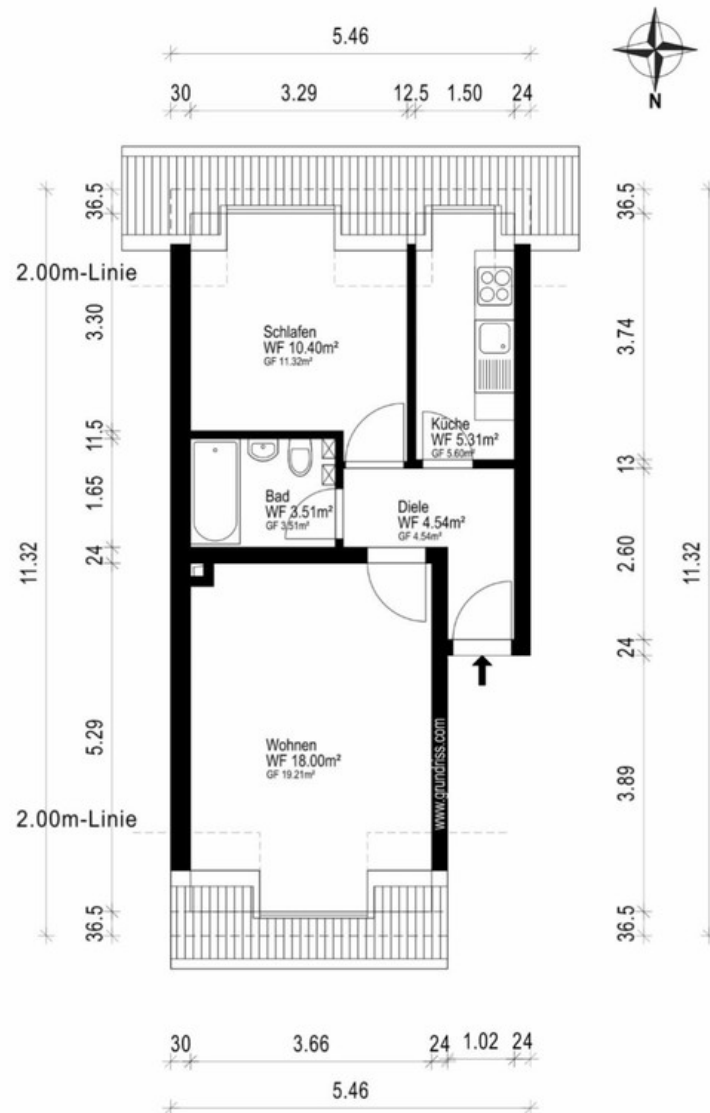 5.46
30 3.29 12.5 1.50 24
N
36.5
36.5
2.00m-Linie
3.30
3.74
Schlafen
WF 10.40m²
GF 11.32m²
Küche
WF 5.31m²
GF 5.60m²
11.5
13
Bad
WF 3.51m²
GF 3.51m²
Diele
WF 4.54m²
GF 4.54m²
1.65
2.60
24
11.32
11.32
24
Wohnen
WF 18.00m²
GF 19.21m²
www.grundriss.com
5.29
3.89
2.00m-Linie
36.5
36.5
30 3.66 24 1.02 24
5.46